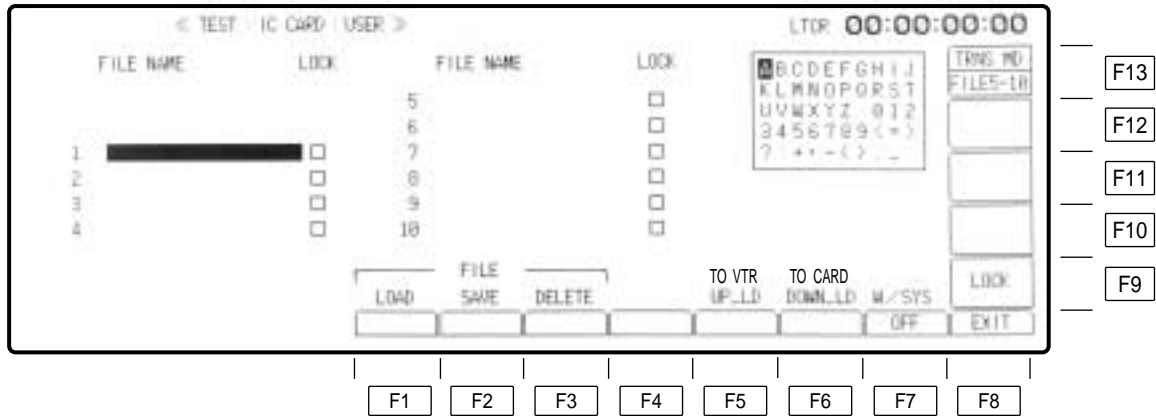 ≪ TEST : IC CARD : USER ≫ LTCR 00:00:00:00
FILE NAME LOCK FILE NAME LOCK
ABCDEFGHIJ
KLMNOPQRST
UVWXYZ 012
3456789<=>
TRNS MD
FILE5-10
F13
F12
F11
F10
LOCK
F9
1
2
3
4
5
6
7
8
9
10
FILE
LOAD SAVE DELETE
TO VTR TO CARD
UP_LD DOWN_LD W/SYS
OFF EXIT
F1 F2 F3 F4 F5 F6 F7 F8